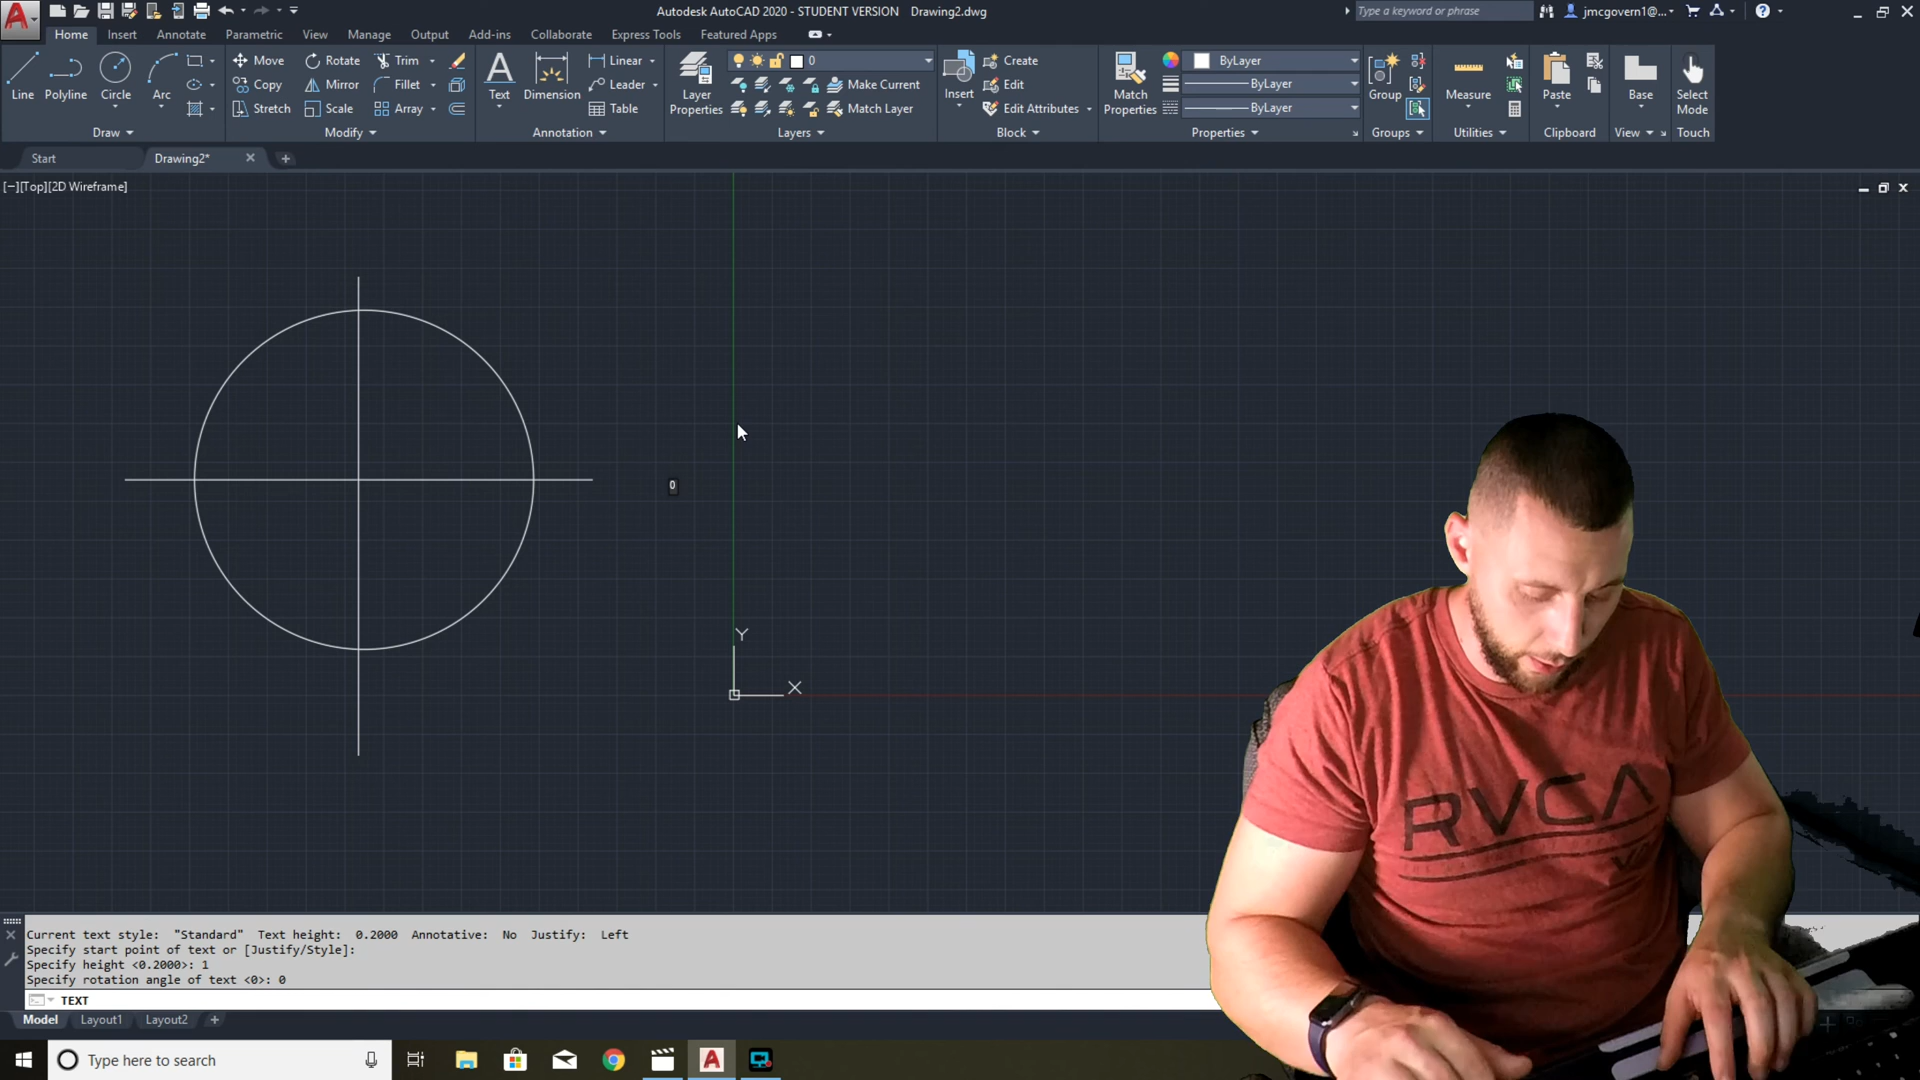 Autodesk AutoCAD 2020 - STUDENT VERSION Drawing2.dwg
Type a keyword or phrase
jmcgovern1@...
Home Insert Annotate Parametric View Manage Output Add-ins Collaborate Express Tools Featured Apps
Line Polyline Circle Arc
Move Rotate Trim
Copy Mirror Fillet
Stretch Scale Array
Text Dimension
Linear
Leader
Table
Layer Properties
0
Make Current
Match Layer
Insert
Create
Edit
Edit Attributes
Match Properties
ByLayer
ByLayer
ByLayer
Group Measure Paste Base Select Mode
Draw Modify Annotation Layers Block Properties Groups Utilities Clipboard View Touch
Start Drawing2*
[−][Top][2D Wireframe]
0
Y
X
RVCA
Current text style: "Standard" Text height: 0.2000 Annotative: No Justify: Left
Specify start point of text or [Justify/Style]:
Specify height <0.2000>: 1
Specify rotation angle of text <0>: 0
TEXT
Model Layout1 Layout2
Type here to search